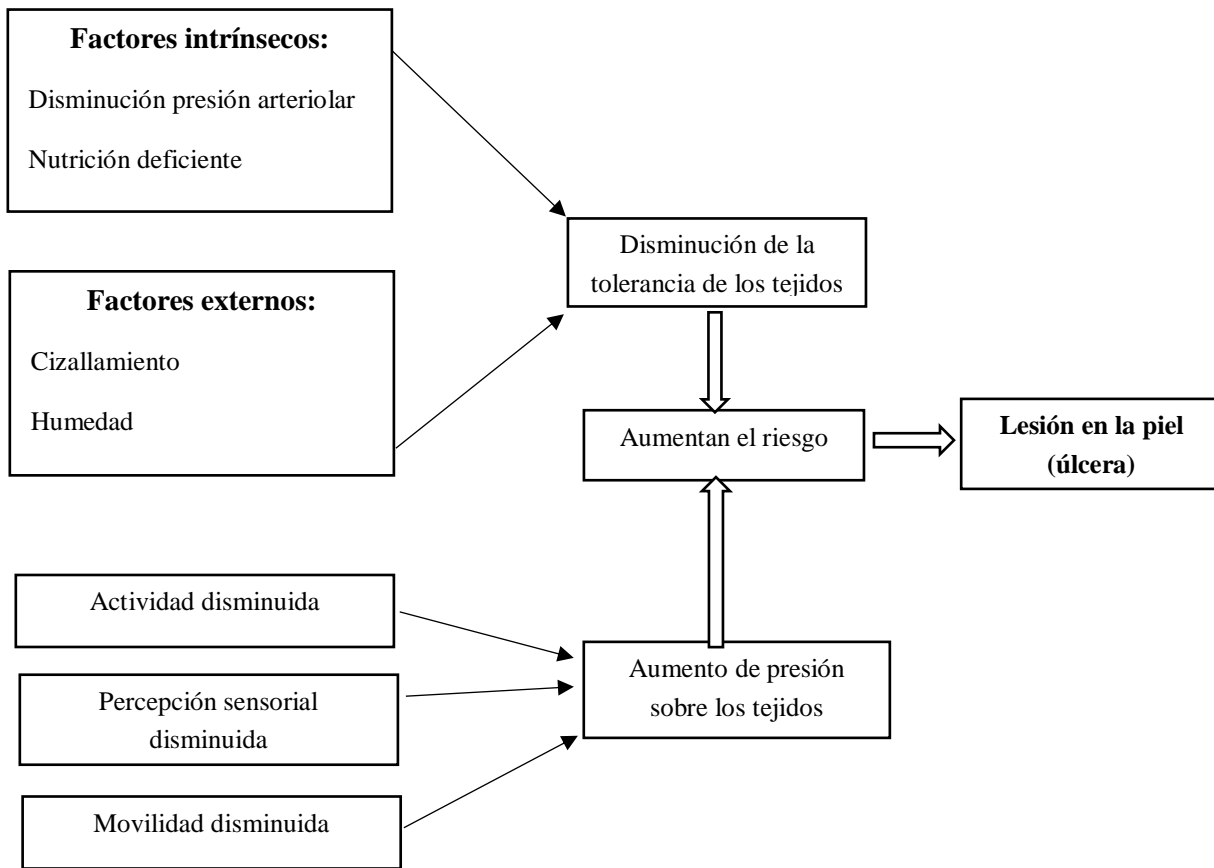 Factores intrínsecos:
Disminución presión arteriolar
Nutrición deficiente
Factores externos:
Cizallamiento
Humedad
Disminución de la
tolerancia de los tejidos
Aumentan el riesgo
Lesión en la piel
(úlcera)
Actividad disminuida
Percepción sensorial
disminuida
Movilidad disminuida
Aumento de presión
sobre los tejidos